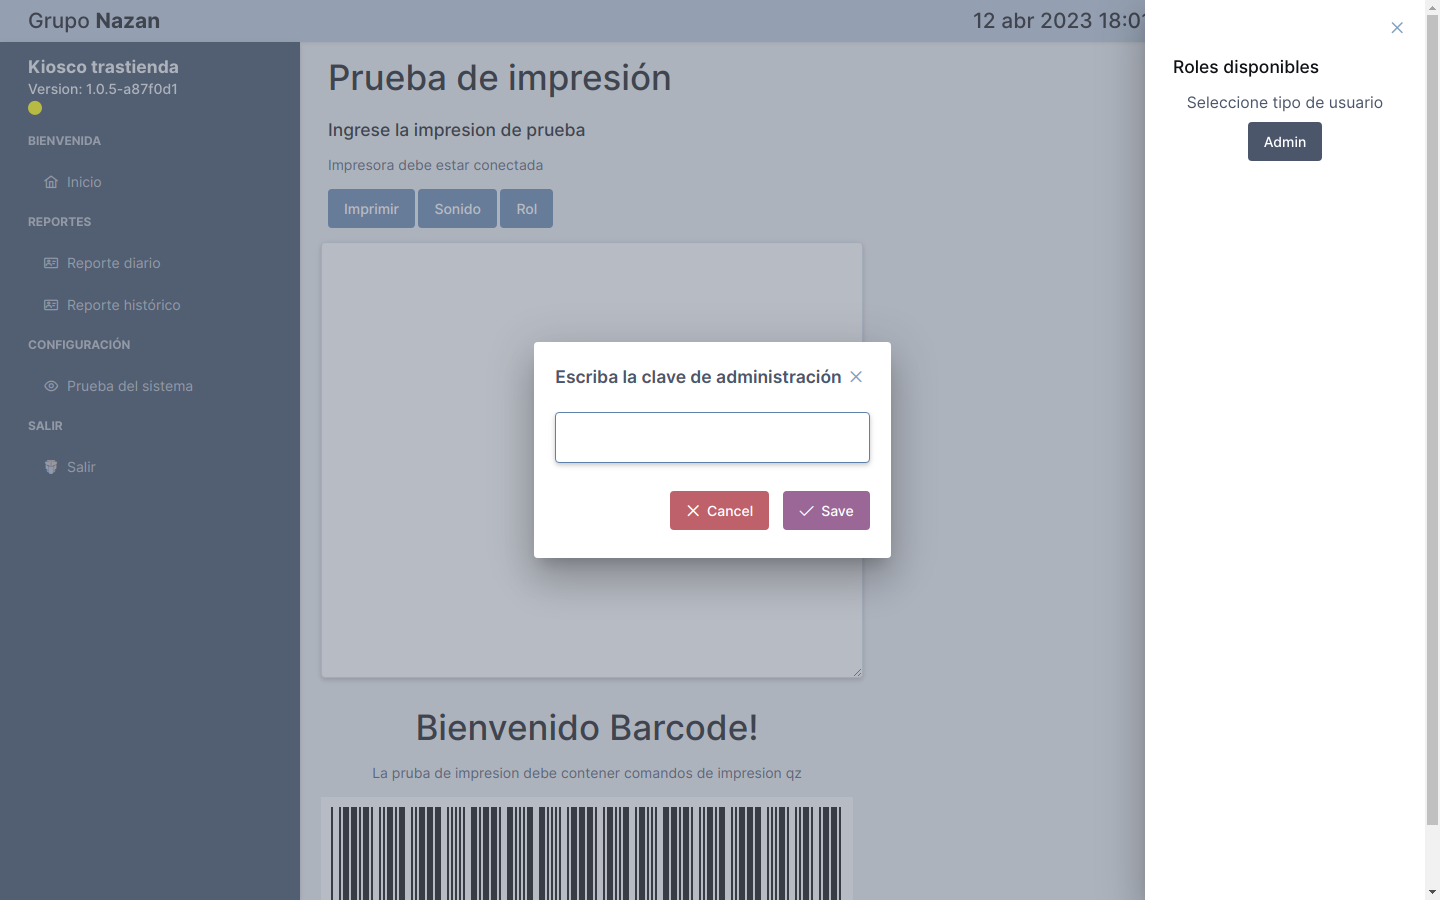 Grupo Nazan
12 abr 2023 18:01
Kiosco trastienda
Version: 1.0.5-a87f0d1
BIENVENIDA
Inicio
REPORTES
Reporte diario
Reporte histórico
CONFIGURACIÓN
Prueba del sistema
SALIR
Salir
Prueba de impresión
Ingrese la impresion de prueba
Impresora debe estar conectada
Imprimir Sonido Rol
Escriba la clave de administración
Cancel Save
Bienvenido Barcode!
La pruba de impresion debe contener comandos de impresion qz
Roles disponibles
Seleccione tipo de usuario
Admin